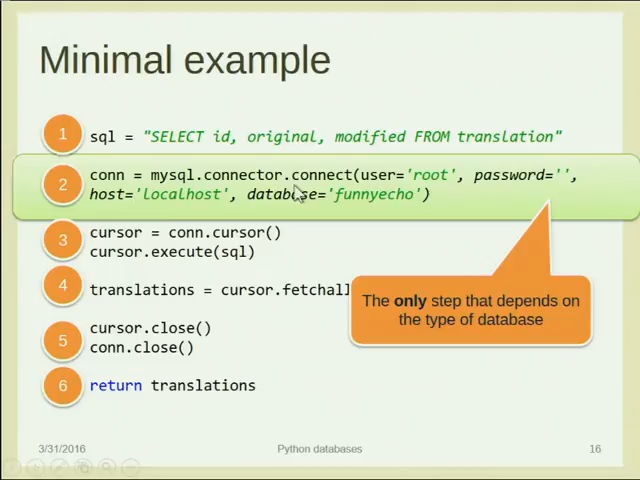 Minimal example
1
sql = "SELECT id, original, modified FROM translation"
2
conn = mysql.connector.connect(user='root', password='',
host='localhost', database='funnyecho')
3
cursor = conn.cursor()
cursor.execute(sql)
4
translations = cursor.fetchall
The only step that depends on
the type of database
5
cursor.close()
conn.close()
6
return translations
3/31/2016
Python databases
16